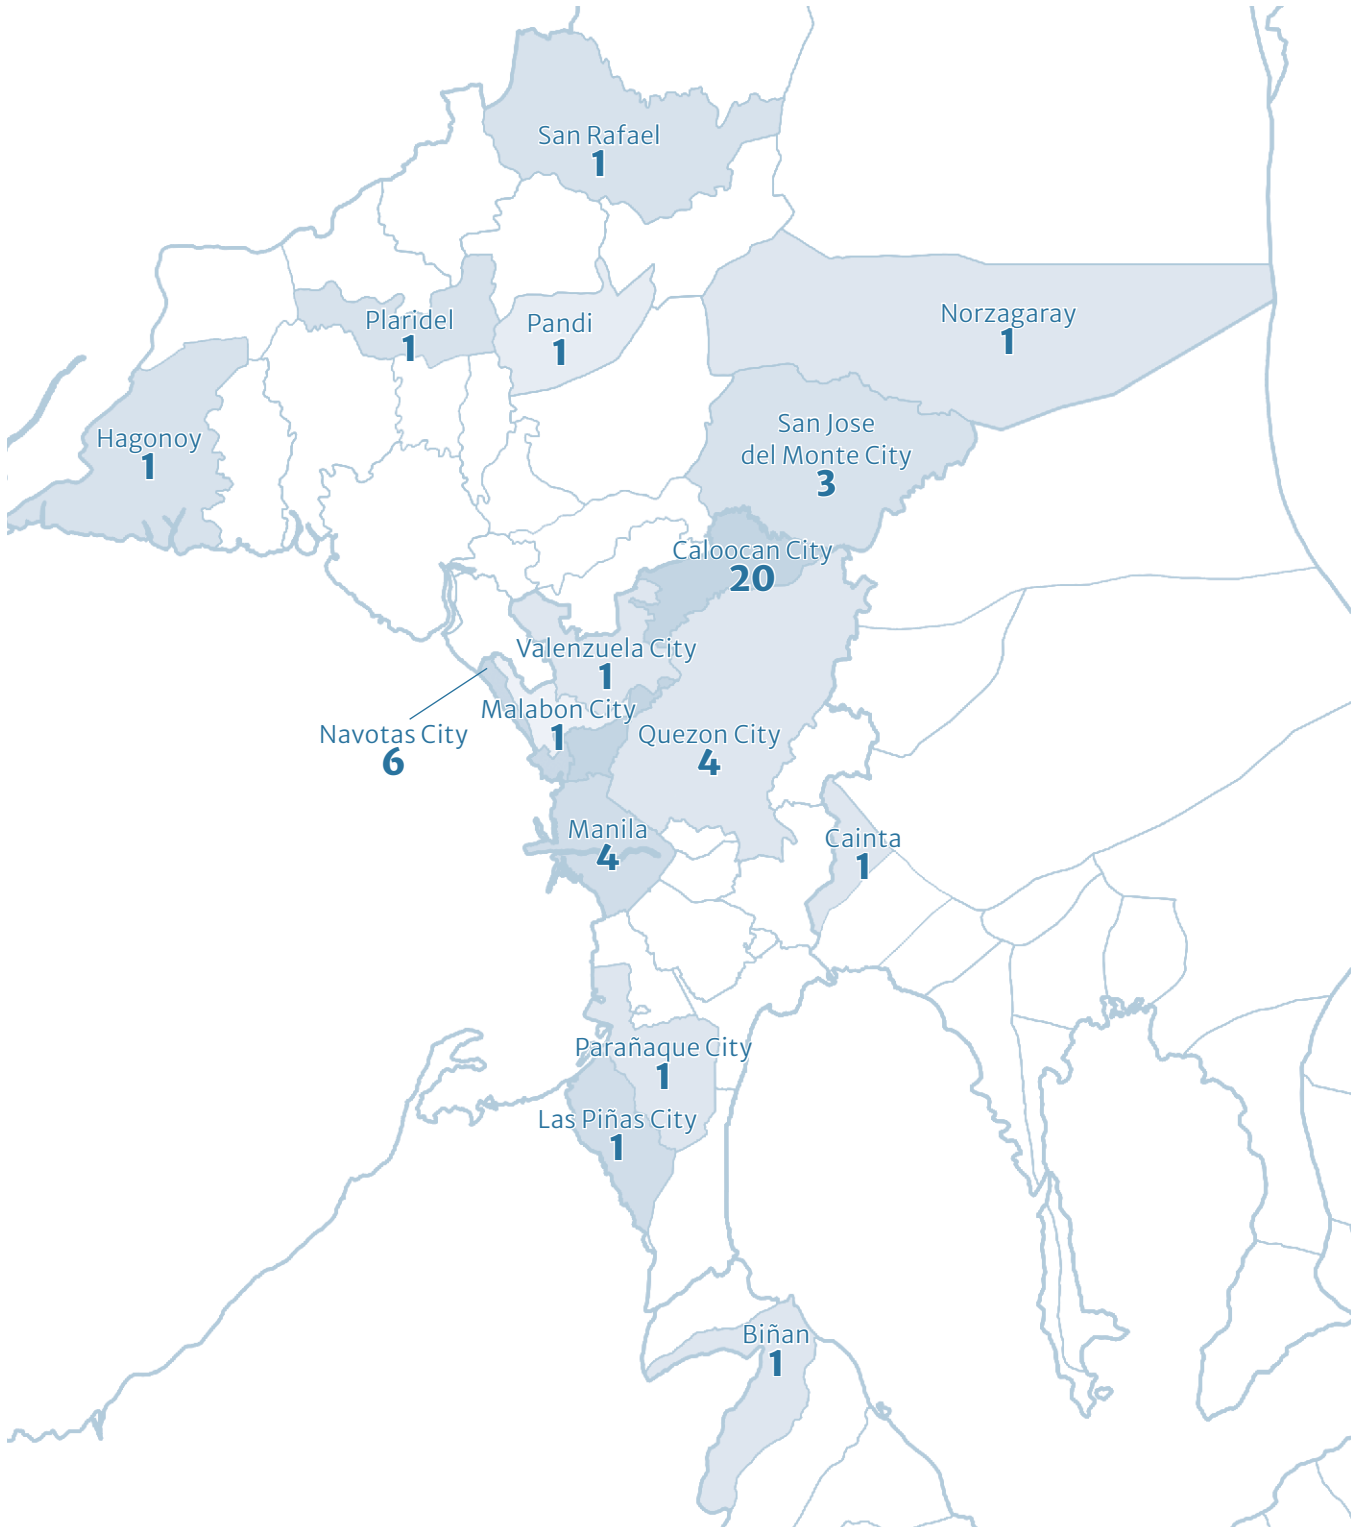 San Rafael
1
Norzagaray
1
Plaridel
1
Pandi
1
San Jose
del Monte City
3
Hagonoy
1
Caloocan City
20
Valenzuela City
1
Malabon City
1
Navotas City
6
Quezon City
4
Manila
4
Cainta
1
Parañaque City
1
Las Piñas City
1
Biñan
1